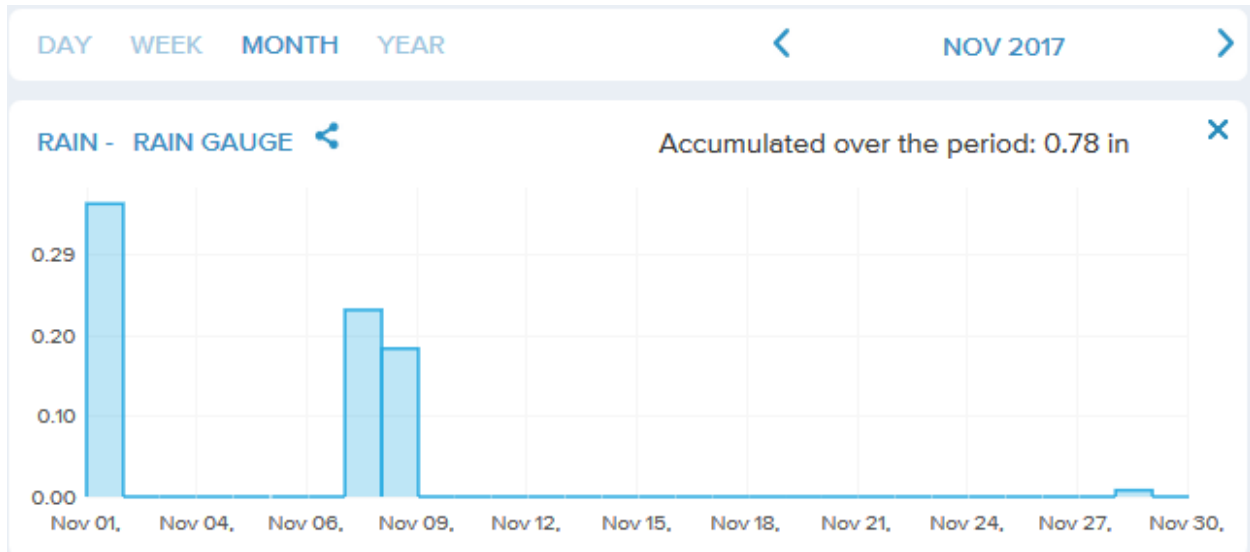 DAY WEEK MONTH YEAR NOV 2017
RAIN - RAIN GAUGE Accumulated over the period: 0.78 in
0.29
0.20
0.10
0.00
Nov 01, Nov 04, Nov 06, Nov 09, Nov 12, Nov 15, Nov 18, Nov 21, Nov 24, Nov 27, Nov 30,